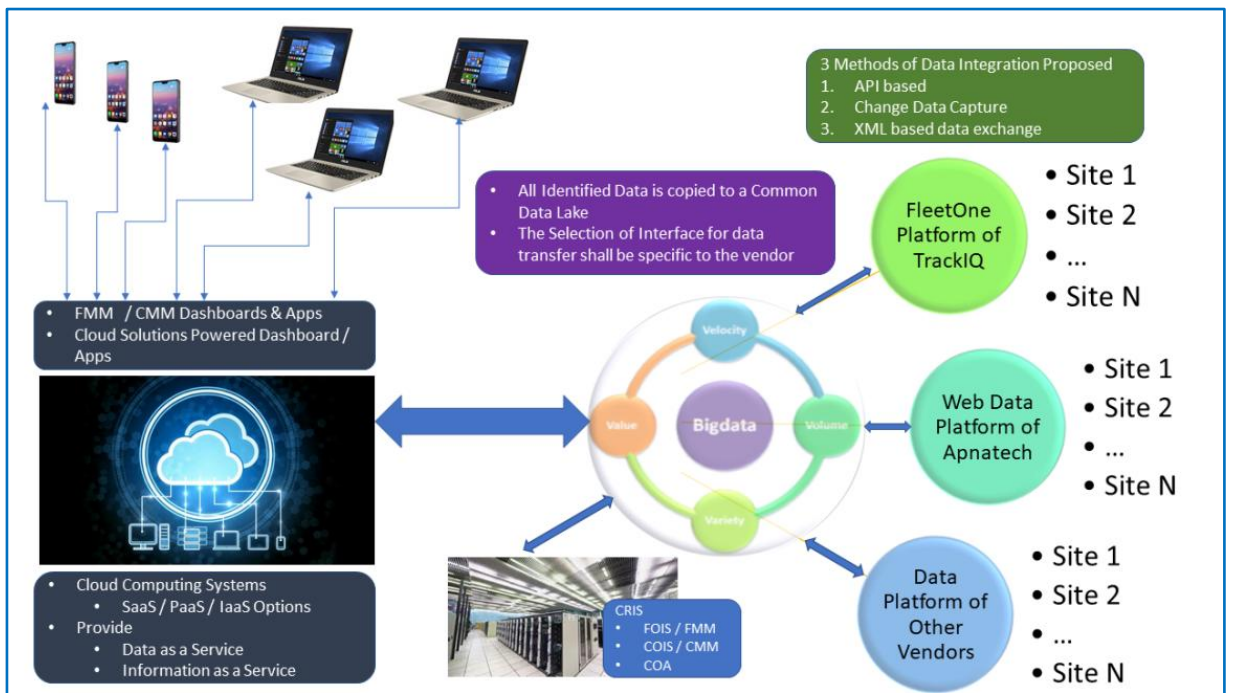 3 Methods of Data Integration Proposed
1. API based
2. Change Data Capture
3. XML based data exchange
• All Identified Data is copied to a Common
Data Lake
• The Selection of Interface for data
transfer shall be specific to the vendor
FleetOne
Platform of
TrackIQ
• Site 1
• Site 2
• ...
• Site N
• FMM / CMM Dashboards & Apps
• Cloud Solutions Powered Dashboard /
Apps
Velocity
Value
Bigdata
Volume
Variety
Web Data
Platform of
Apnatech
• Site 1
• Site 2
• ...
• Site N
• Cloud Computing Systems
• SaaS / PaaS / IaaS Options
• Provide
• Data as a Service
• Information as a Service
CRIS
• FOIS / FMM
• COIS / CMM
• COA
Data
Platform of
Other
Vendors
• Site 1
• Site 2
• ...
• Site N